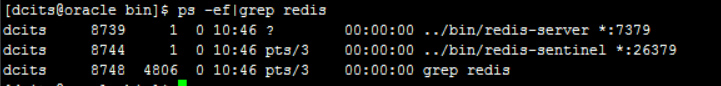 [dcits@oracle bin]$ ps -ef|grep redis
dcits     8739     1  0 10:46 ?        00:00:00 ../bin/redis-server *:7379
dcits     8744     1  0 10:46 pts/3    00:00:00 ../bin/redis-sentinel *:26379
dcits     8748  4806  0 10:46 pts/3    00:00:00 grep redis